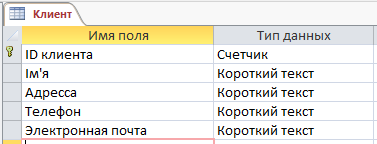 Клиент
Имя поля Тип данных
ID клиента Счетчик
Ім'я Короткий текст
Адресса Короткий текст
Телефон Короткий текст
Электронная почта Короткий текст